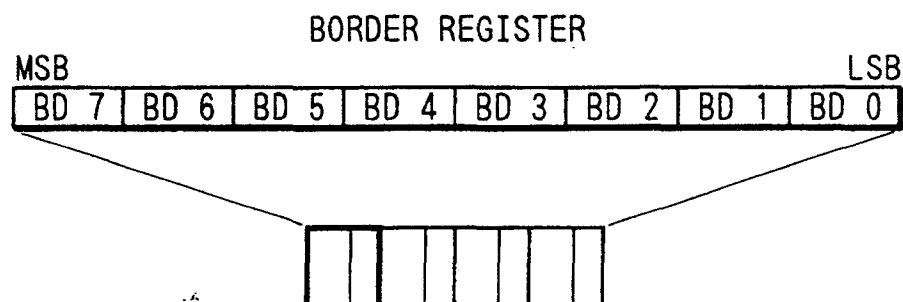 BORDER REGISTER
MSB LSB
BD 7 BD 6 BD 5 BD 4 BD 3 BD 2 BD 1 BD 0